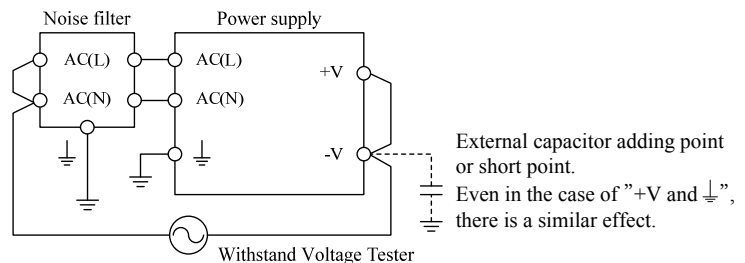 Noise filter
Power supply
AC(L)
AC(L)
+V
AC(N)
AC(N)
-V
External capacitor adding point
or short point.
Even in the case of ”+V and ⏚”,
there is a similar effect.
Withstand Voltage Tester